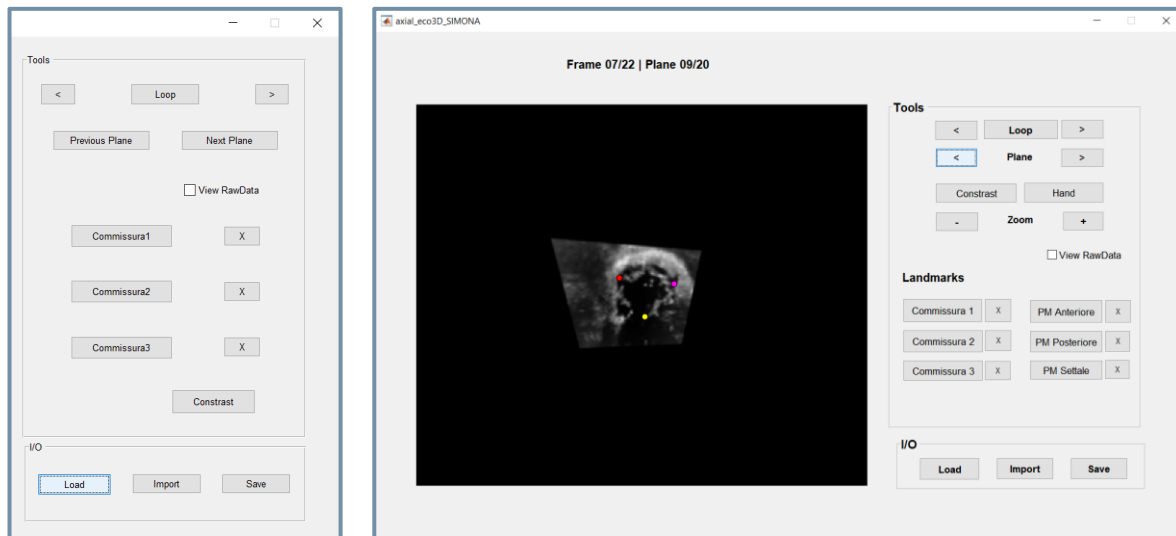 Tools
< Loop >
Previous Plane Next Plane
View RawData
Commissura1 X
Commissura2 X
Commissura3 X
Constrast
I/O
Load Import Save
axial_eco3D_SIMONA
Frame 07/22 | Plane 09/20
Tools
< Loop >
< Plane >
Constrast Hand
- Zoom +
View RawData
Landmarks
Commissura 1 X PM Anteriore X
Commissura 2 X PM Posteriore X
Commissura 3 X PM Settale X
I/O
Load Import Save